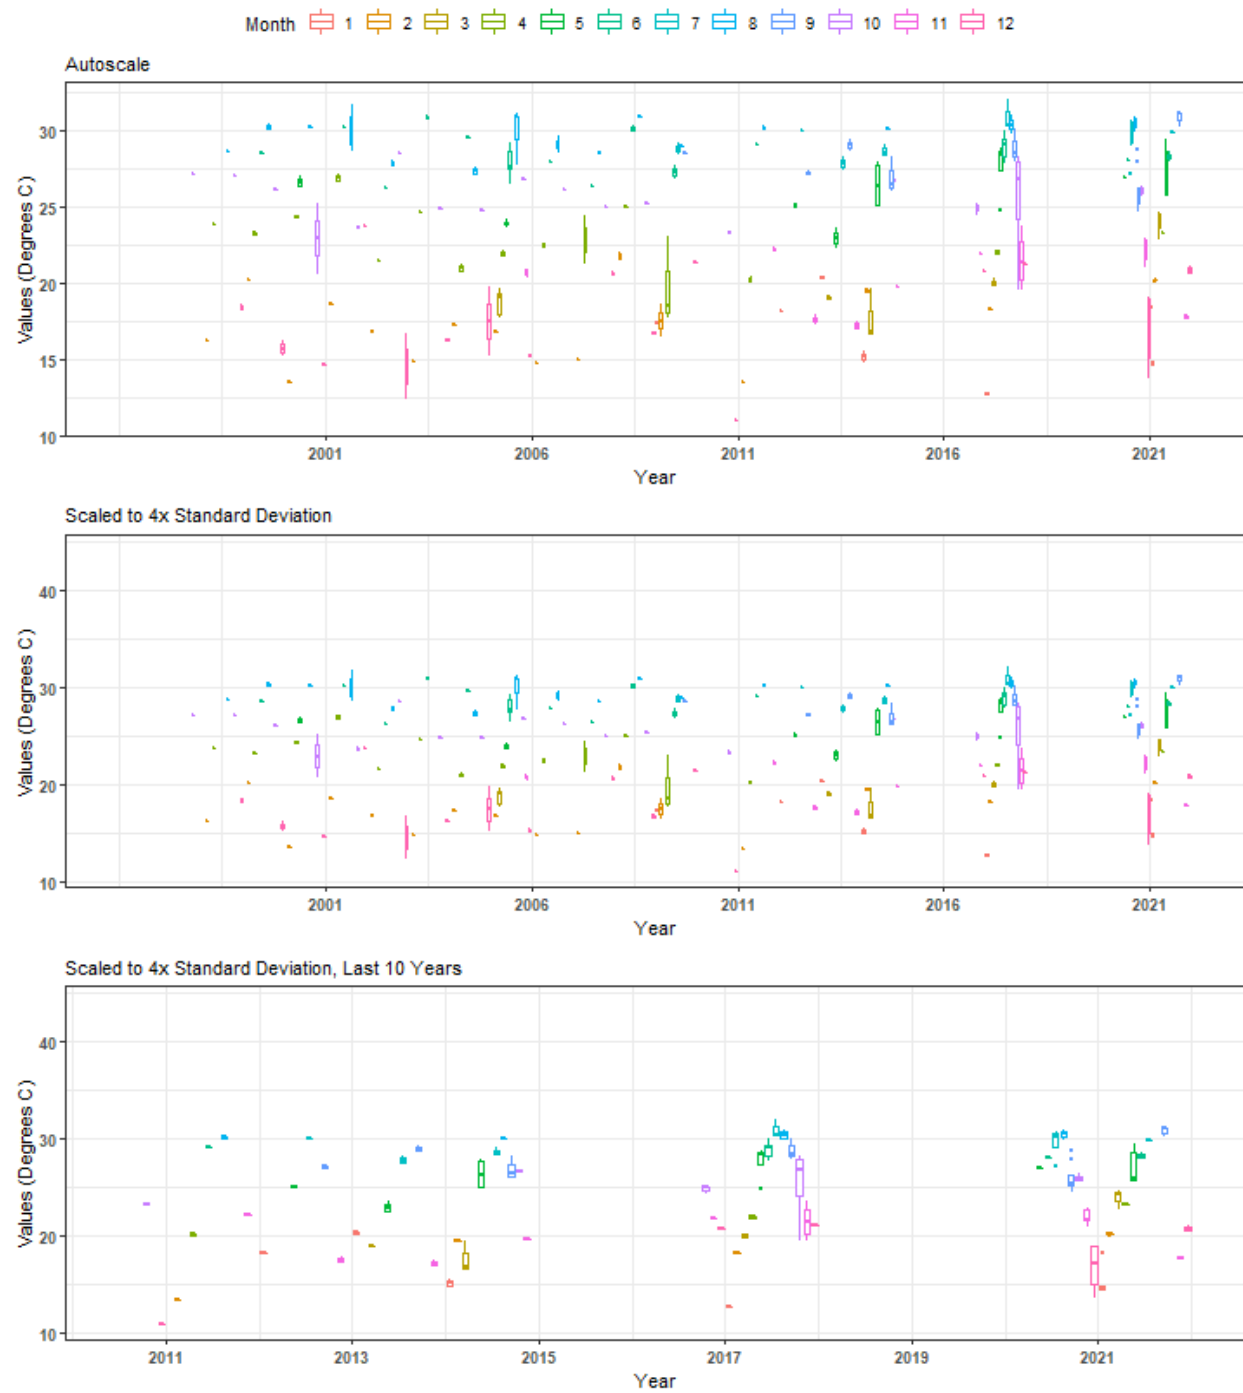 Month 1 2 3 4 5 6 7 8 9 10 11 12
Autoscale
Values (Degrees C)
30
25
20
15
10
2001 2006 2011 2016 2021
Year
Scaled to 4x Standard Deviation
Values (Degrees C)
40
30
20
10
2001 2006 2011 2016 2021
Year
Scaled to 4x Standard Deviation, Last 10 Years
Values (Degrees C)
40
30
20
10
2011 2013 2015 2017 2019 2021
Year